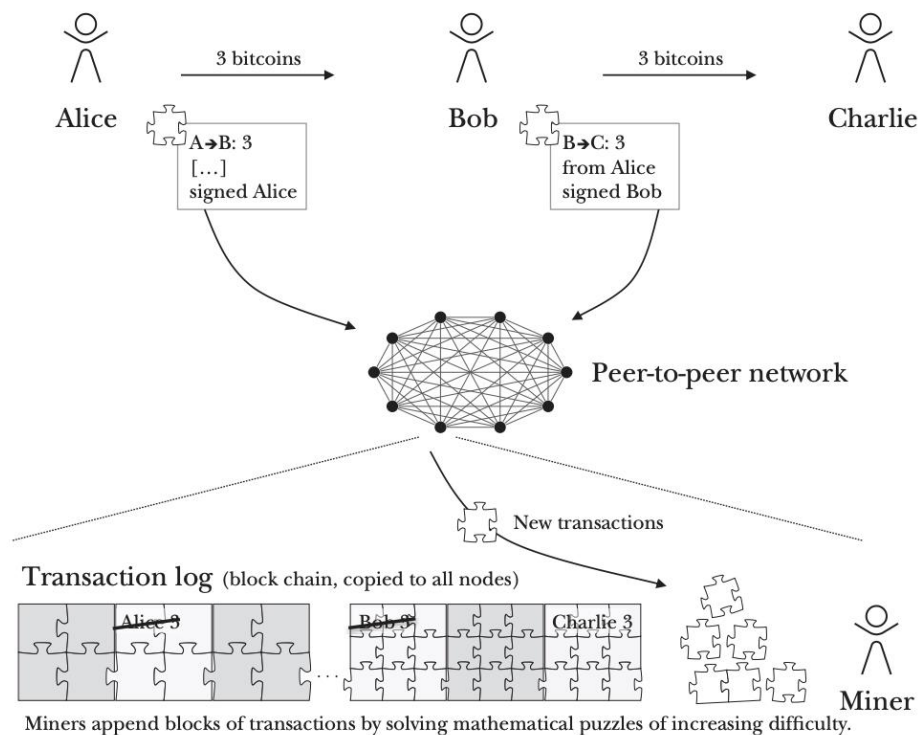 3 bitcoins
3 bitcoins
Alice
Bob
Charlie
A→B: 3
[…]
signed Alice
B→C: 3
from Alice
signed Bob
Peer-to-peer network
New transactions
Transaction log (block chain, copied to all nodes)
Alice 3
Bob 3
Charlie 3
...
Miner
Miners append blocks of transactions by solving mathematical puzzles of increasing difficulty.